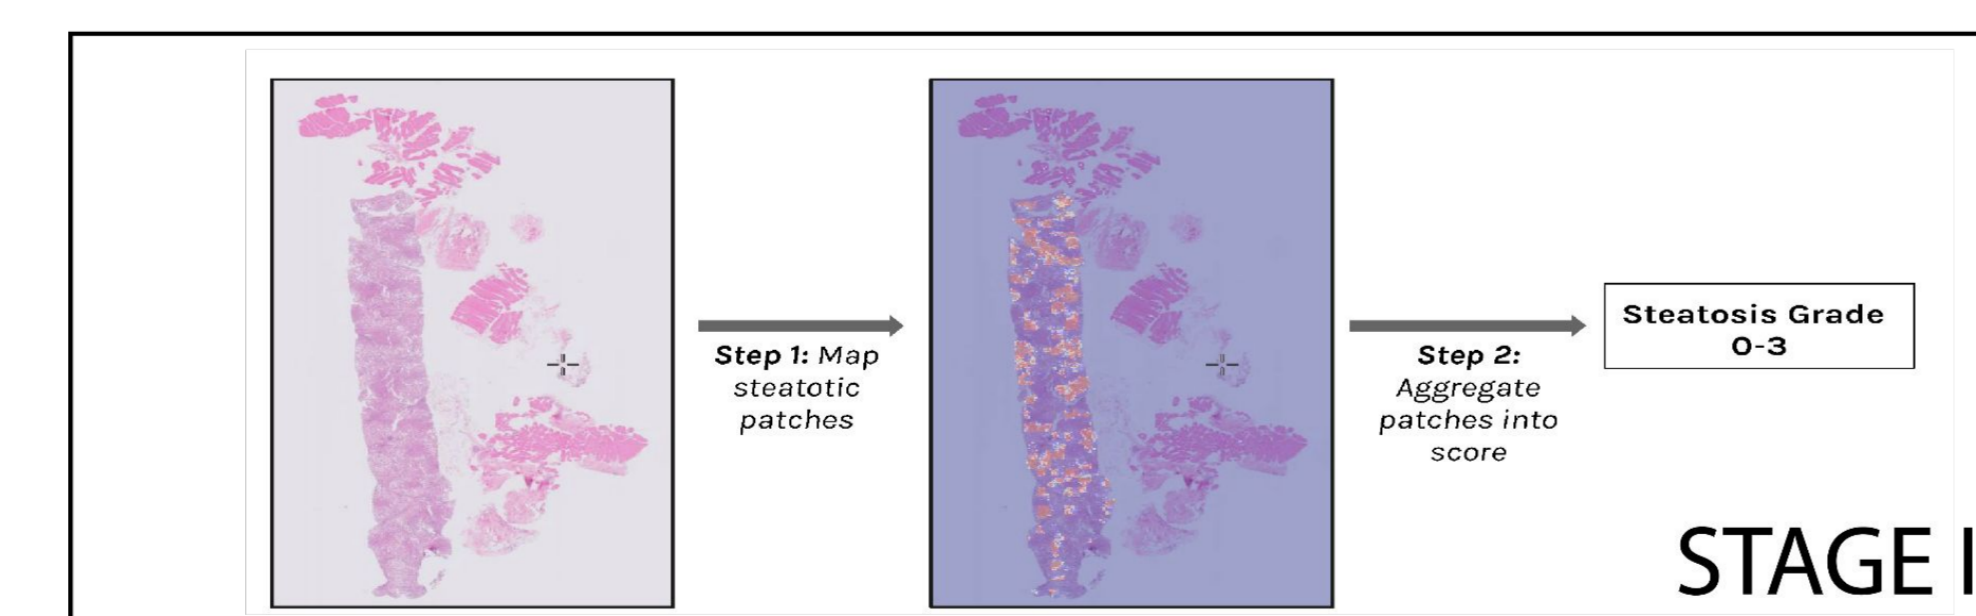 Step 1: Map
steatotic
patches
Step 2:
Aggregate
patches into
score
Steatosis Grade
0-3
STAGE I